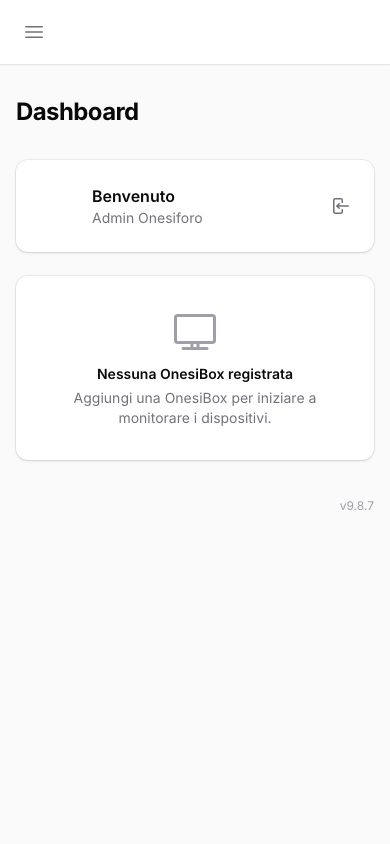 Dashboard
Benvenuto
Admin Onesiforo
Nessuna OnesiBox registrata
Aggiungi una OnesiBox per iniziare a
monitorare i dispositivi.
v9.8.7